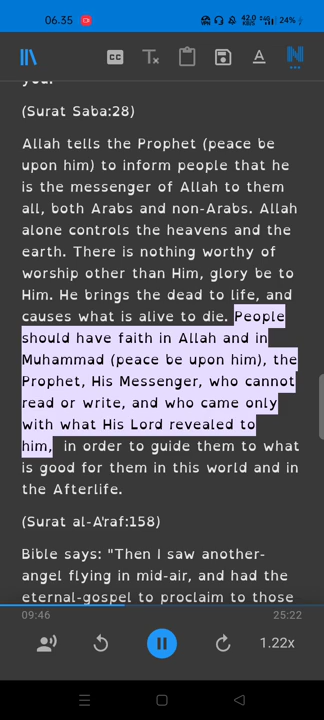 06.35
42.0 KB/S
24%
CC
T×
A
N
you.
(Surat Saba:28)
Allah tells the Prophet (peace be
upon him) to inform people that he
is the messenger of Allah to them
all, both Arabs and non-Arabs. Allah
alone controls the heavens and the
earth. There is nothing worthy of
worship other than Him, glory be to
Him. He brings the dead to life, and
causes what is alive to die. People
should have faith in Allah and in
Muhammad (peace be upon him), the
Prophet, His Messenger, who cannot
read or write, and who came only
with what His Lord revealed to
him, in order to guide them to what
is good for them in this world and in
the Afterlife.
(Surat al-A'raf:158)
Bible says: "Then I saw another-
angel flying in mid-air, and had the
eternal-gospel to proclaim to those
09:46 25:22
1.22x